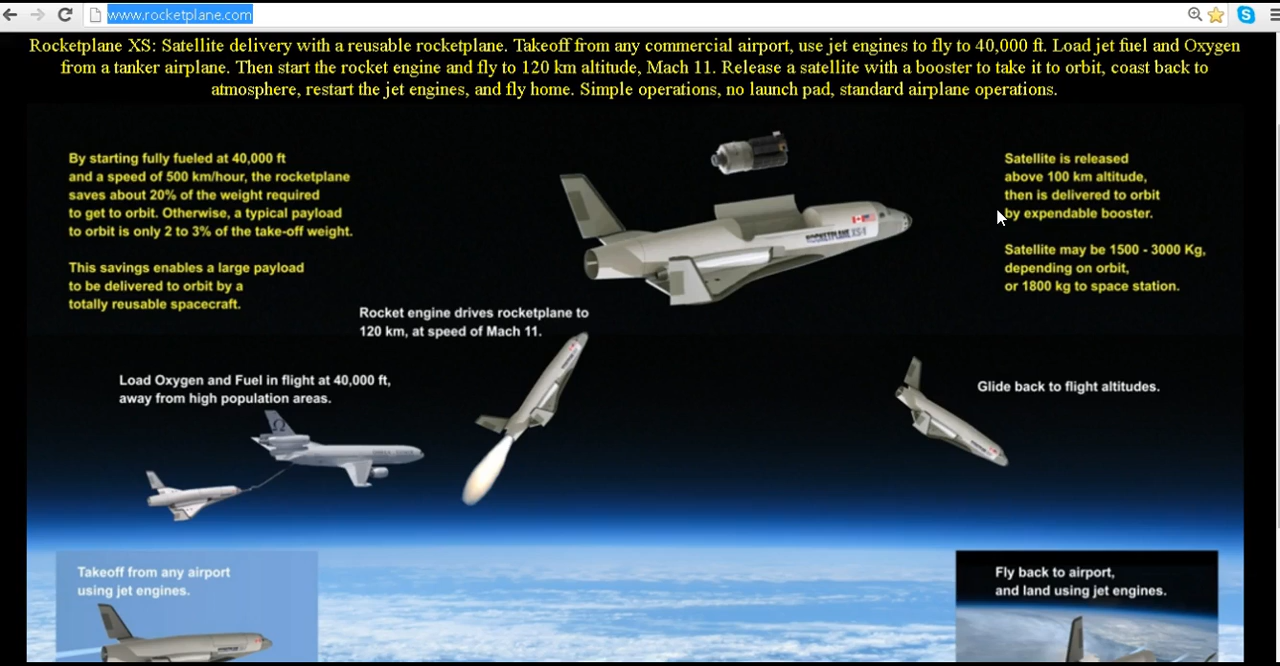 www.rocketplane.com
Rocketplane XS: Satellite delivery with a reusable rocketplane. Takeoff from any commercial airport, use jet engines to fly to 40,000 ft. Load jet fuel and Oxygen
from a tanker airplane. Then start the rocket engine and fly to 120 km altitude, Mach 11. Release a satellite with a booster to take it to orbit, coast back to
atmosphere, restart the jet engines, and fly home. Simple operations, no launch pad, standard airplane operations.
By starting fully fueled at 40,000 ft
and a speed of 500 km/hour, the rocketplane
saves about 20% of the weight required
to get to orbit. Otherwise, a typical payload
to orbit is only 2 to 3% of the take-off weight.
This savings enables a large payload
to be delivered to orbit by a
totally reusable spacecraft.
Satellite is released
above 100 km altitude,
then is delivered to orbit
by expendable booster.
Satellite may be 1500 - 3000 Kg,
depending on orbit,
or 1800 kg to space station.
ROCKETPLANE XS-1
Rocket engine drives rocketplane to
120 km, at speed of Mach 11.
Load Oxygen and Fuel in flight at 40,000 ft,
away from high population areas.
Ω
Glide back to flight altitudes.
Takeoff from any airport
using jet engines.
Fly back to airport,
and land using jet engines.